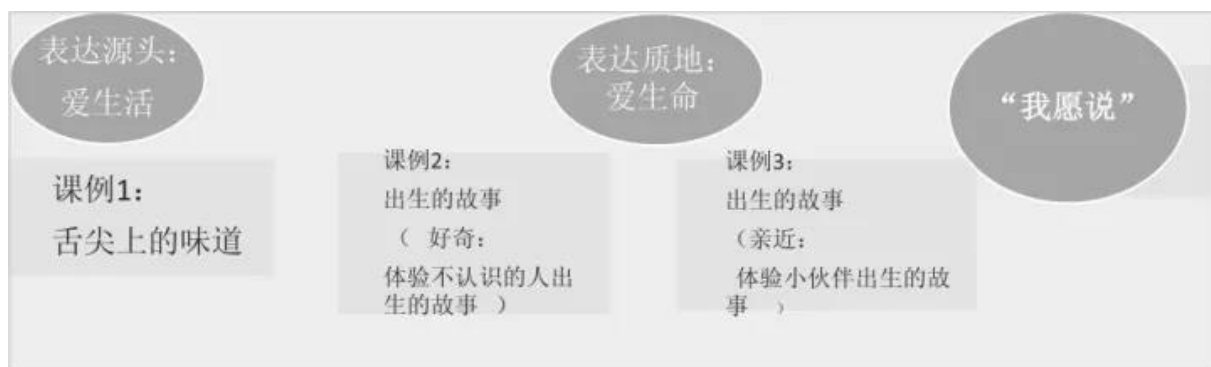 表达源头：
爱生活
表达质地：
爱生命
“我愿说”
课例1：
舌尖上的味道
课例2：
出生的故事
（ 好奇：
体验不认识的人出
生的故事 ）
课例3：
出生的故事
（亲近：
体验小伙伴出生的故
事 ）